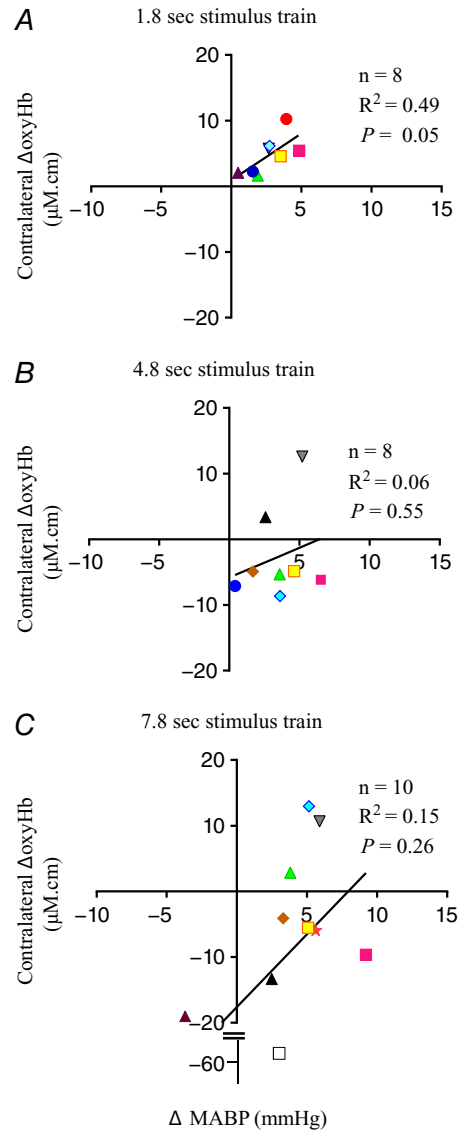 A
1.8 sec stimulus train
Contralateral ΔoxyHb
(μM.cm)
20
10
−10
−20
−10
−5
0
5
10
15
n = 8
R² = 0.49
P = 0.05
B
4.8 sec stimulus train
Contralateral ΔoxyHb
(μM.cm)
20
10
−10
−20
−10
−5
0
5
10
15
n = 8
R² = 0.06
P = 0.55
C
7.8 sec stimulus train
Contralateral ΔoxyHb
(μM.cm)
20
10
−10
−20
−60
−10
−5
0
5
10
15
n = 10
R² = 0.15
P = 0.26
Δ MABP (mmHg)